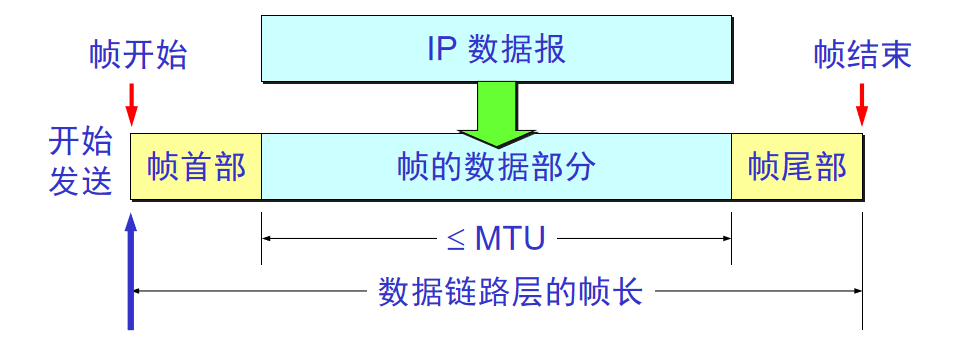 IP 数据报
帧开始
帧结束
开始
发送
帧首部
帧的数据部分
帧尾部
≤ MTU
数据链路层的帧长